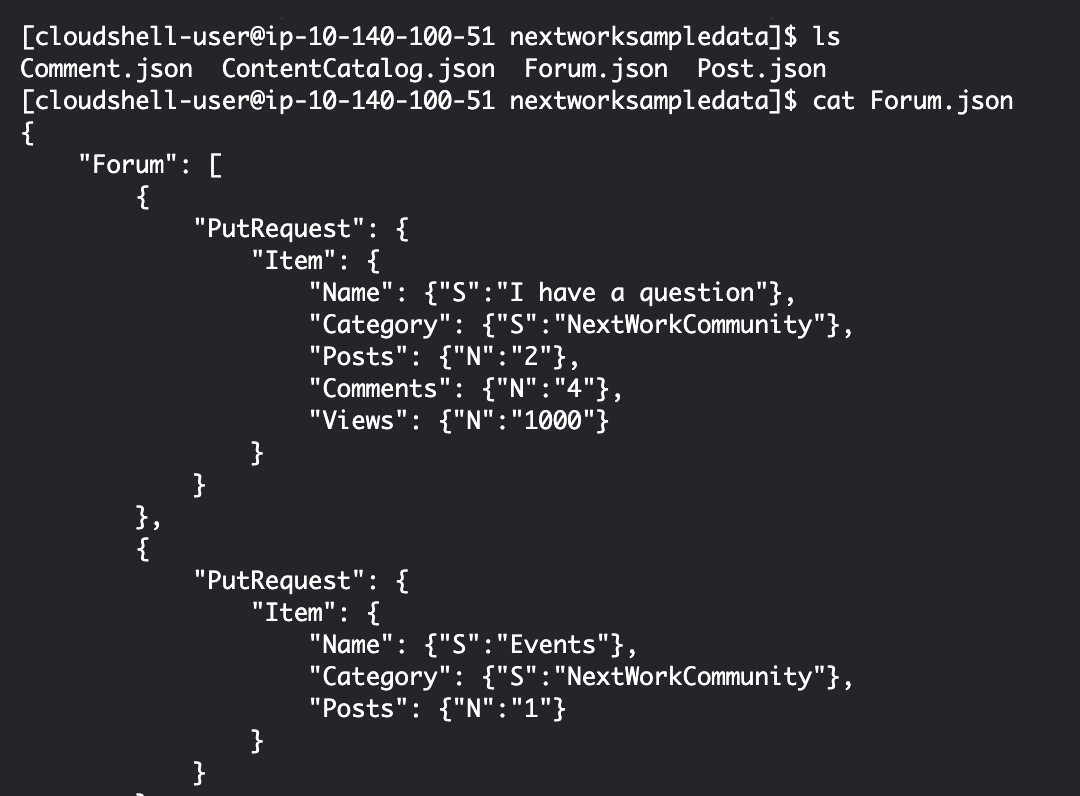 [cloudshell-user@ip-10-140-100-51 nextworksampledata]$ ls
Comment.json  ContentCatalog.json  Forum.json  Post.json
[cloudshell-user@ip-10-140-100-51 nextworksampledata]$ cat Forum.json
{
    "Forum": [
        {
            "PutRequest": {
                "Item": {
                    "Name": {"S":"I have a question"},
                    "Category": {"S":"NextWorkCommunity"},
                    "Posts": {"N":"2"},
                    "Comments": {"N":"4"},
                    "Views": {"N":"1000"}
                }
            }
        },
        {
            "PutRequest": {
                "Item": {
                    "Name": {"S":"Events"},
                    "Category": {"S":"NextWorkCommunity"},
                    "Posts": {"N":"1"}
                }
            }